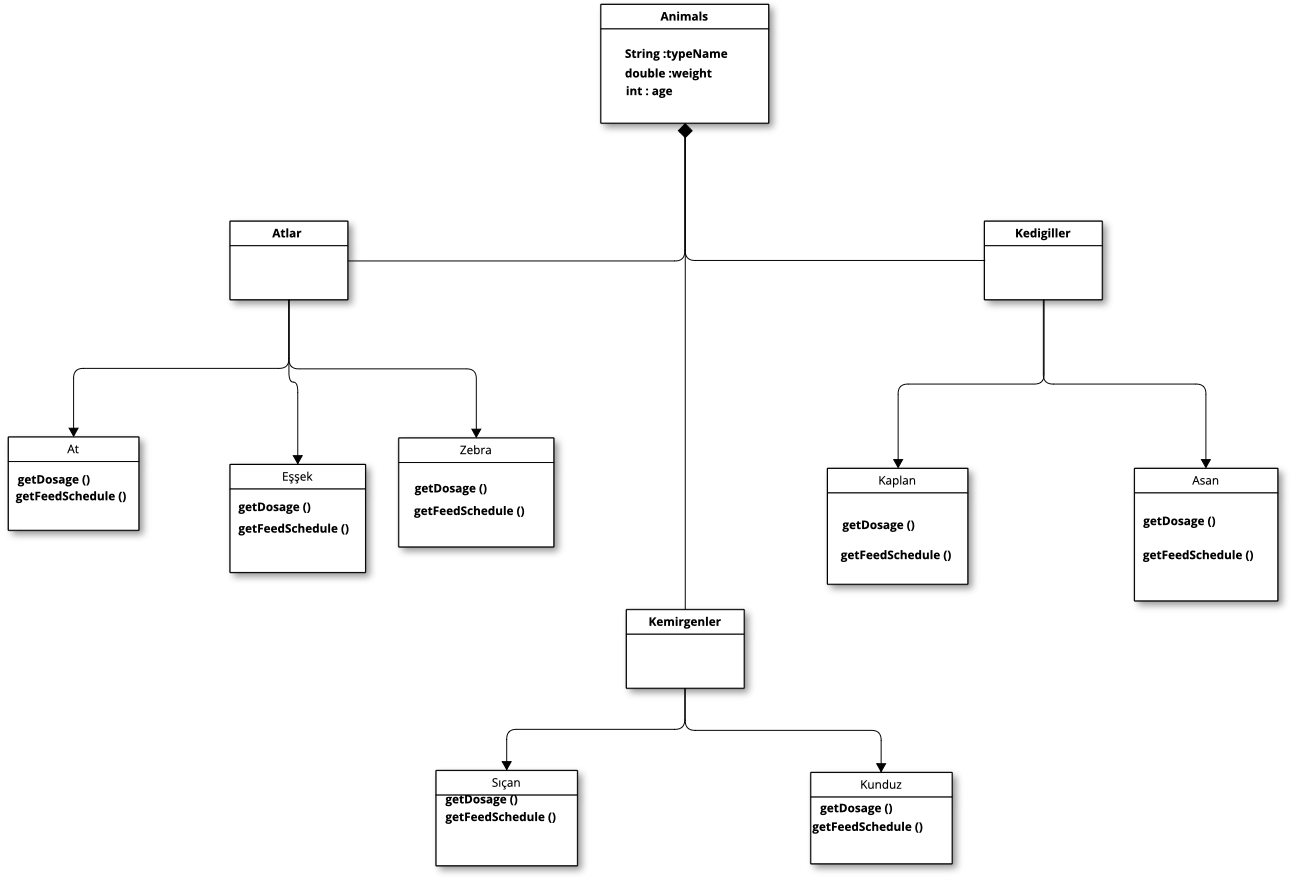 Animals
String :typeName
double :weight
int : age
Atlar
Kedigiller
At
getDosage ()
getFeedSchedule ()
Eşşek
getDosage ()
getFeedSchedule ()
Zebra
getDosage ()
getFeedSchedule ()
Kaplan
getDosage ()
getFeedSchedule ()
Asan
getDosage ()
getFeedSchedule ()
Kemirgenler
Sıçan
getDosage ()
getFeedSchedule ()
Kunduz
getDosage ()
getFeedSchedule ()